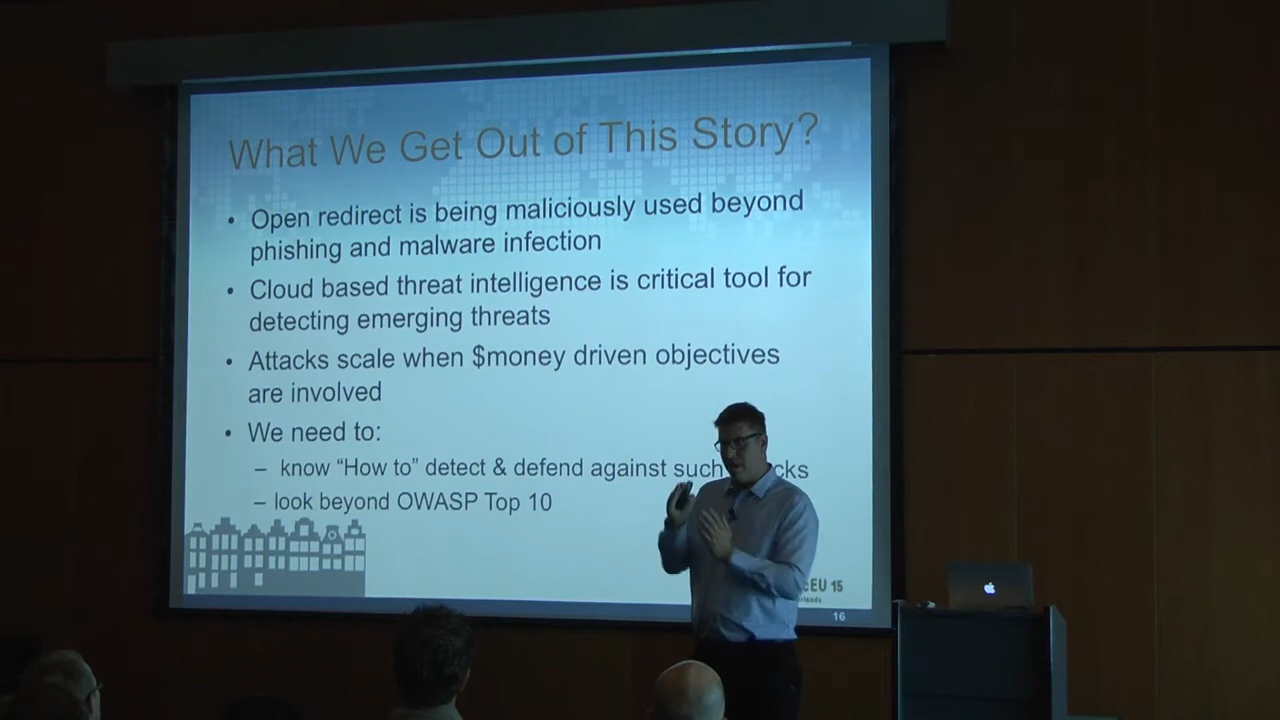 What We Get Out of This Story?
• Open redirect is being maliciously used beyond
phishing and malware infection
• Cloud based threat intelligence is critical tool for
detecting emerging threats
• Attacks scale when $money driven objectives
are involved
• We need to:
– know “How to” detect & defend against such cks
– look beyond OWASP Top 10
EU 15
16